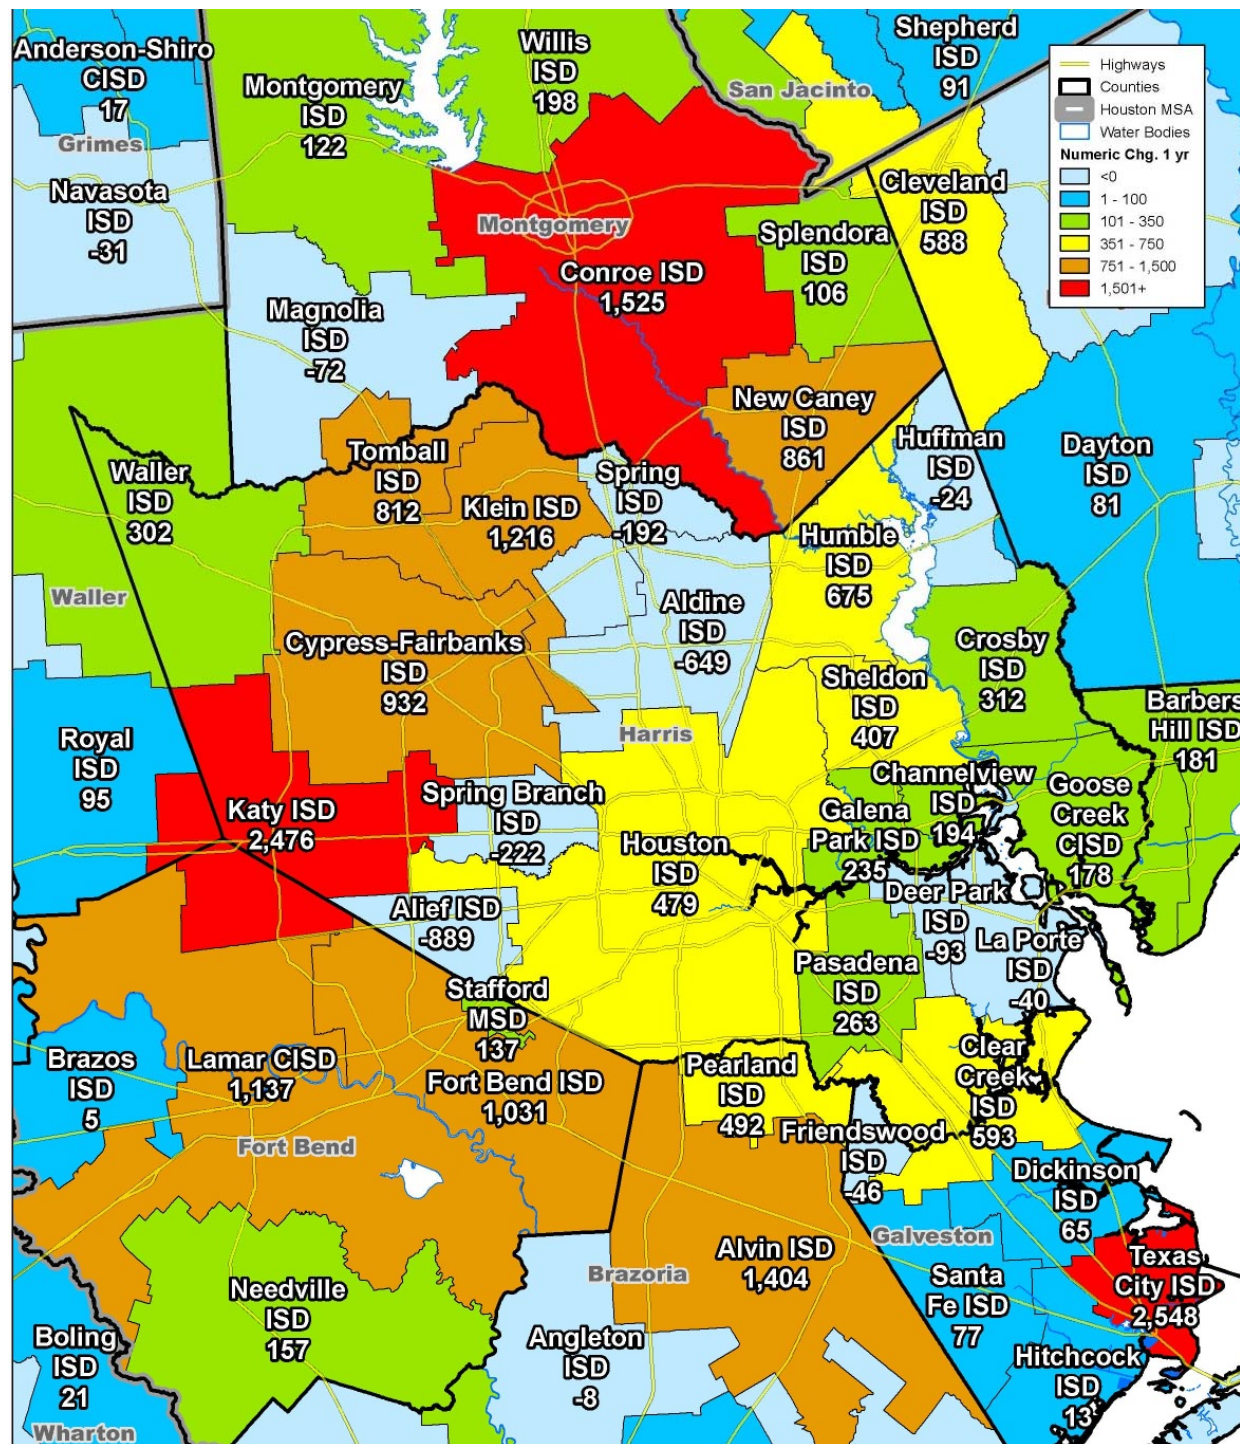 Anderson-Shiro
CISD
17
Grimes
Navasota
ISD
-31
Montgomery
ISD
122
Willis
ISD
198
San Jacinto
Shepherd
ISD
91
Highways
Counties
Houston MSA
Water Bodies
Numeric Chg. 1 yr
<0
1 - 100
101 - 350
351 - 750
751 - 1,500
1,501+
Montgomery
Conroe ISD
1,525
Splendora
ISD
106
Cleveland
ISD
588
Magnolia
ISD
-72
New Caney
ISD
861
Huffman
ISD
-24
Dayton
ISD
81
Waller
ISD
302
Waller
Tomball
ISD
812
Klein ISD
1,216
Spring
ISD
-192
Humble
ISD
675
Aldine
ISD
-649
Cypress-Fairbanks
ISD
932
Crosby
ISD
312
Sheldon
ISD
407
Barbers
Hill ISD
181
Royal
ISD
95
Harris
Katy ISD
2,476
Spring Branch
ISD
-222
Houston
ISD
479
Galena
Park ISD
235
Channelview
ISD
194
Goose
Creek
CISD
178
Alief ISD
-889
Deer Park
ISD
-93
La Porte
ISD
-40
Pasadena
ISD
263
Stafford
MSD
137
Brazos
ISD
5
Lamar CISD
1,137
Fort Bend ISD
1,031
Fort Bend
Pearland
ISD
492
Friendswood
ISD
-46
Clear
Creek
ISD
593
Dickinson
ISD
65
Galveston
Needville
ISD
157
Brazoria
Alvin ISD
1,404
Santa
Fe ISD
77
Texas
City ISD
2,548
Boling
ISD
21
Angleton
ISD
-8
Hitchcock
ISD
13
Wharton